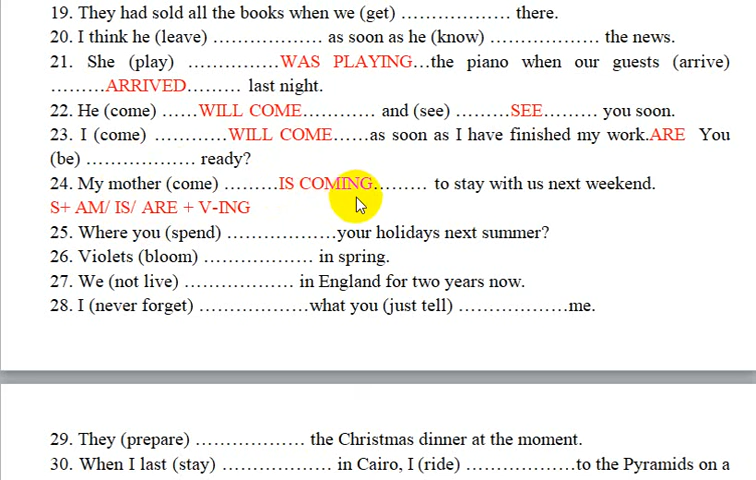 19. They had sold all the books when we (get) ……………… there.
20. I think he (leave) ……………… as soon as he (know) ……………… the news.
21. She (play) ……………WAS PLAYING…the piano when our guests (arrive)
………ARRIVED……… last night.
22. He (come) ……WILL COME………… and (see) ………SEE……… you soon.
23. I (come) …………WILL COME……as soon as I have finished my work.ARE You
(be) ……………… ready?
24. My mother (come) ………IS COMING……… to stay with us next weekend.
S+ AM/ IS/ ARE + V-ING
25. Where you (spend) ………………your holidays next summer?
26. Violets (bloom) ……………… in spring.
27. We (not live) ……………… in England for two years now.
28. I (never forget) ………………what you (just tell) ………………me.
29. They (prepare) ……………… the Christmas dinner at the moment.
30. When I last (stay) ……………… in Cairo, I (ride) ………………to the Pyramids on a